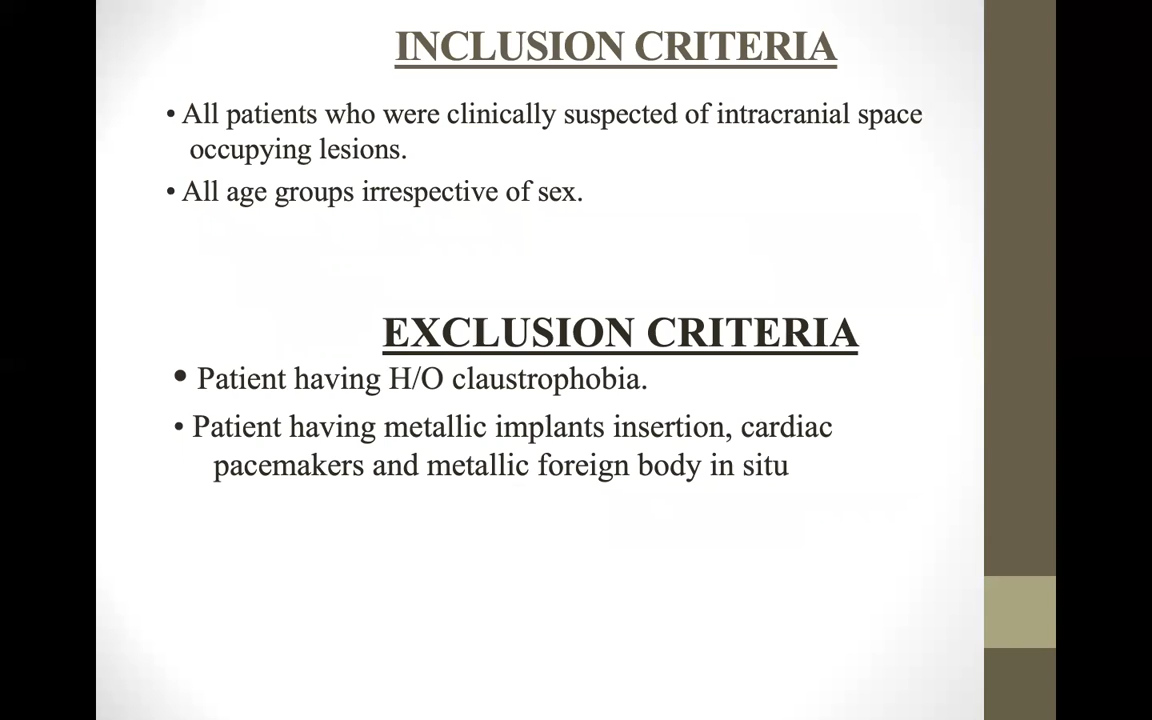 INCLUSION CRITERIA
• All patients who were clinically suspected of intracranial space
occupying lesions.
• All age groups irrespective of sex.
EXCLUSION CRITERIA
• Patient having H/O claustrophobia.
• Patient having metallic implants insertion, cardiac
pacemakers and metallic foreign body in situ